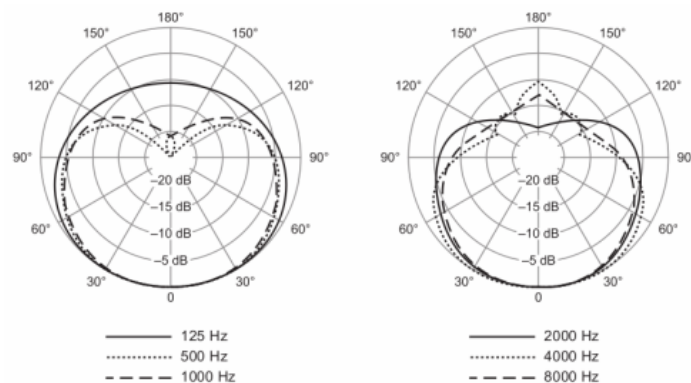 180°
150° 150°
120° 120°
90° 90°
60° 60°
30° 30°
0
–20 dB
–15 dB
–10 dB
–5 dB
125 Hz
500 Hz
1000 Hz
180°
150° 150°
120° 120°
90° 90°
60° 60°
30° 30°
0
–20 dB
–15 dB
–10 dB
–5 dB
2000 Hz
4000 Hz
8000 Hz